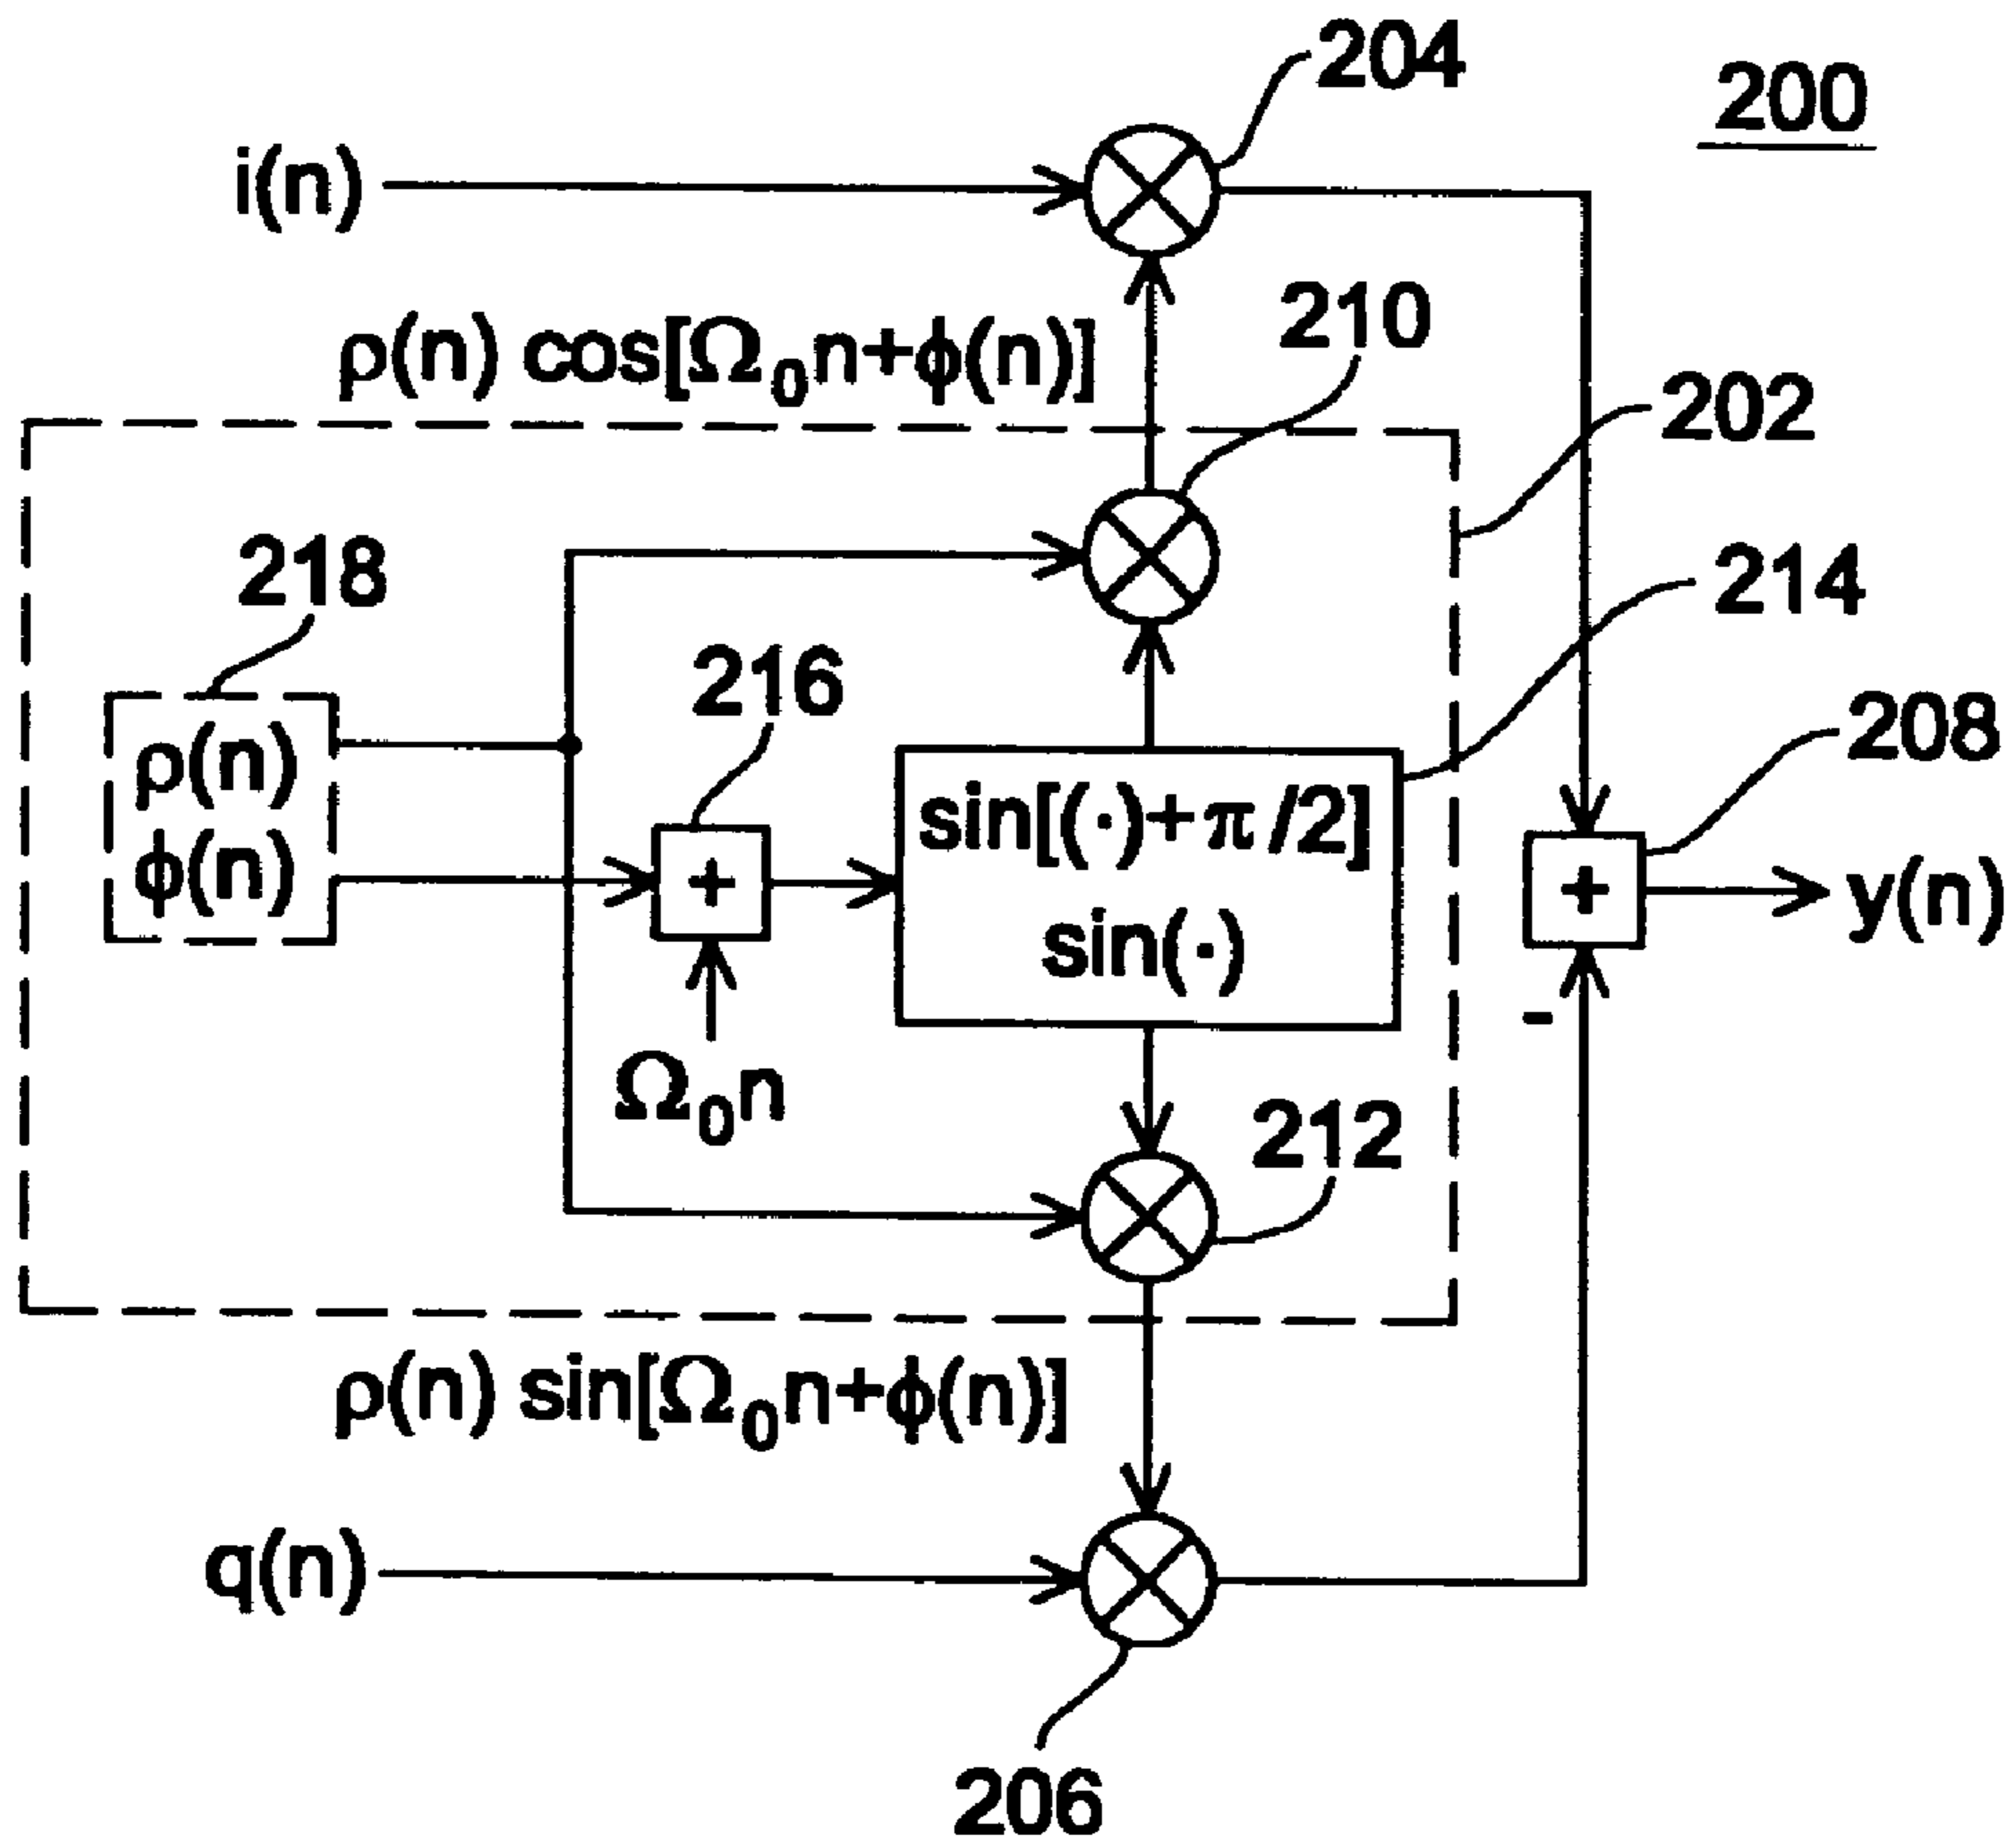 204
200
i(n)
210
ρ(n) cos[Ω₀n+ϕ(n)]
202
218
214
216
ρ(n)
ϕ(n)
208
sin[(·)+π/2]
sin(·)
+
+
y(n)
-
Ω₀n
212
ρ(n) sin[Ω₀n+ϕ(n)]
q(n)
206